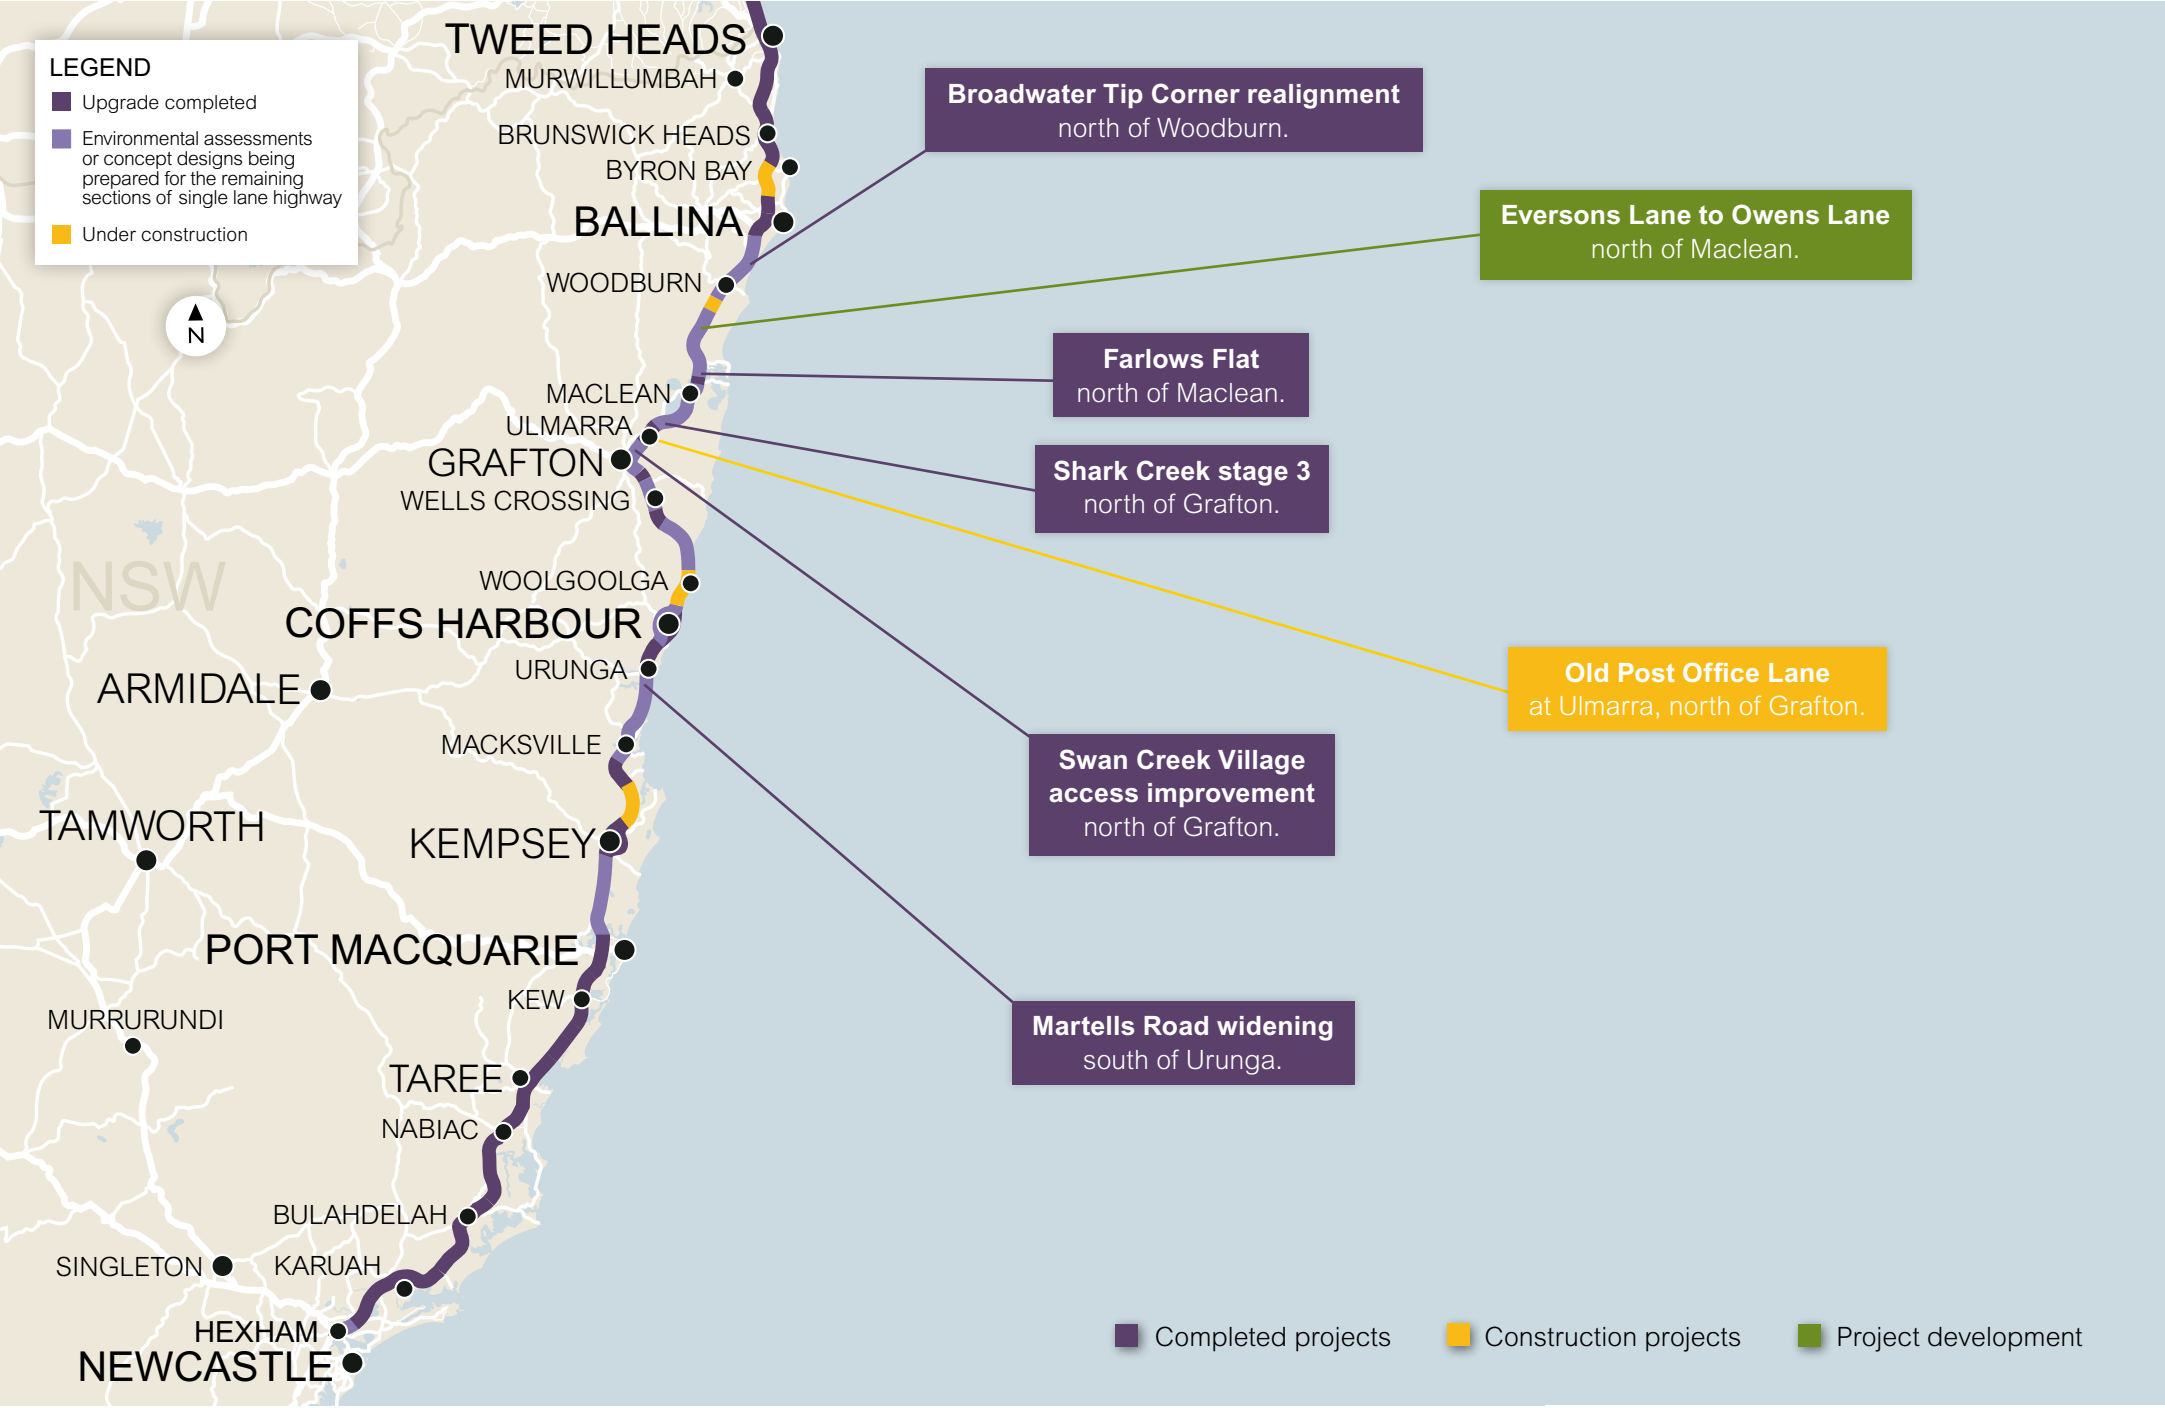 LEGEND
Upgrade completed
Environmental assessments
or concept designs being
prepared for the remaining
sections of single lane highway
Under construction
N
NSW
TWEED HEADS
MURWILLUMBAH
BRUNSWICK HEADS
BYRON BAY
BALLINA
WOODBURN
MACLEAN
ULMARRA
GRAFTON
WELLS CROSSING
WOOLGOOLGA
COFFS HARBOUR
URUNGA
ARMIDALE
MACKSVILLE
TAMWORTH
KEMPSEY
PORT MACQUARIE
KEW
MURRURUNDI
TAREE
NABIAC
BULAHDELAH
SINGLETON
KARUAH
HEXHAM
NEWCASTLE
Broadwater Tip Corner realignment
north of Woodburn.
Eversons Lane to Owens Lane
north of Maclean.
Farlows Flat
north of Maclean.
Shark Creek stage 3
north of Grafton.
Old Post Office Lane
at Ulmarra, north of Grafton.
Swan Creek Village
access improvement
north of Grafton.
Martells Road widening
south of Urunga.
Completed projects
Construction projects
Project development